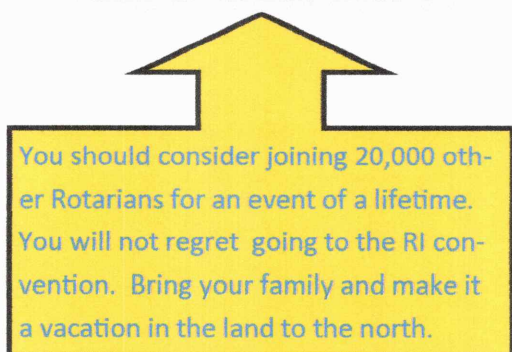 You should consider joining 20,000 oth-
er Rotarians for an event of a lifetime.
You will not regret  going to the RI con-
vention.  Bring your family and make it
a vacation in the land to the north.